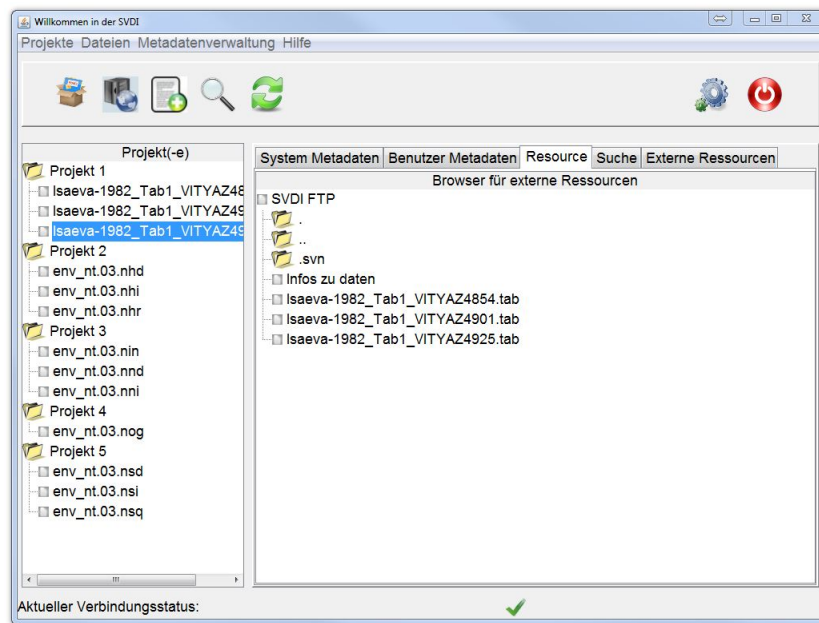 Willkommen in der SVDI
Projekte Dateien Metadatenverwaltung Hilfe
Projekt(-e)
Projekt 1
Isaeva-1982_Tab1_VITYAZ48
Isaeva-1982_Tab1_VITYAZ49
Isaeva-1982_Tab1_VITYAZ49
Projekt 2
env_nt.03.nhd
env_nt.03.nhi
env_nt.03.nhr
Projekt 3
env_nt.03.nin
env_nt.03.nnd
env_nt.03.nni
Projekt 4
env_nt.03.nog
Projekt 5
env_nt.03.nsd
env_nt.03.nsi
env_nt.03.nsq
System Metadaten Benutzer Metadaten Resource Suche Externe Ressourcen
Browser für externe Ressourcen
SVDI FTP
.
..
.svn
Infos zu daten
Isaeva-1982_Tab1_VITYAZ4854.tab
Isaeva-1982_Tab1_VITYAZ4901.tab
Isaeva-1982_Tab1_VITYAZ4925.tab
Aktueller Verbindungsstatus: